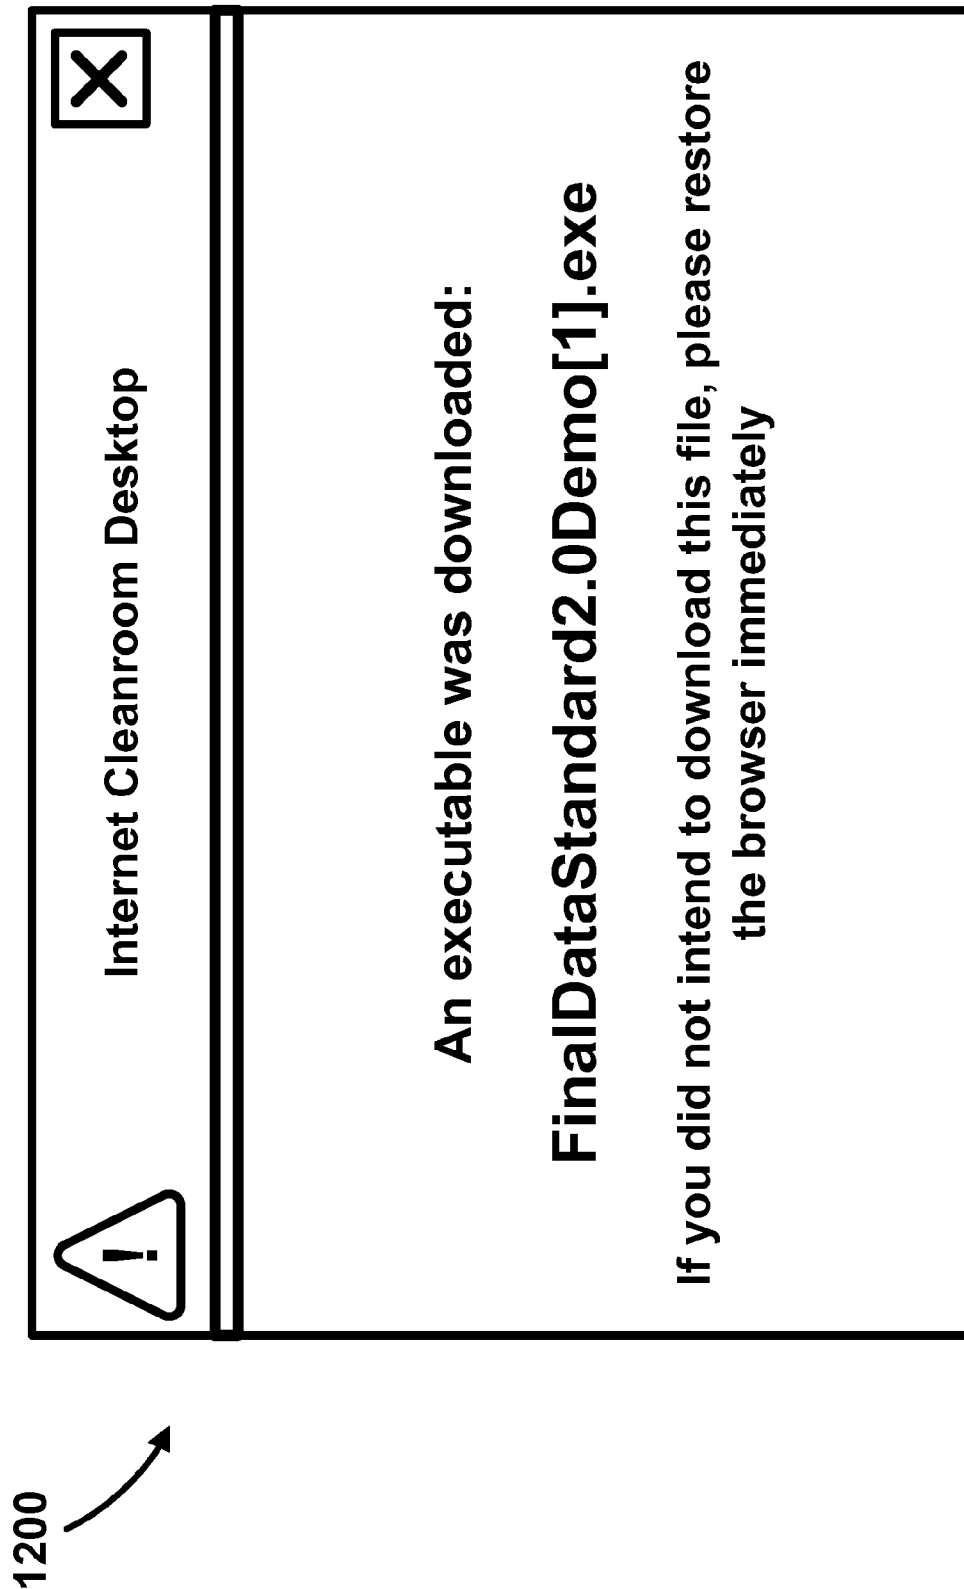 1200
Internet Cleanroom Desktop
!
An executable was downloaded:
FinalDataStandard2.0Demo[1].exe
If you did not intend to download this file, please restore
the browser immediately